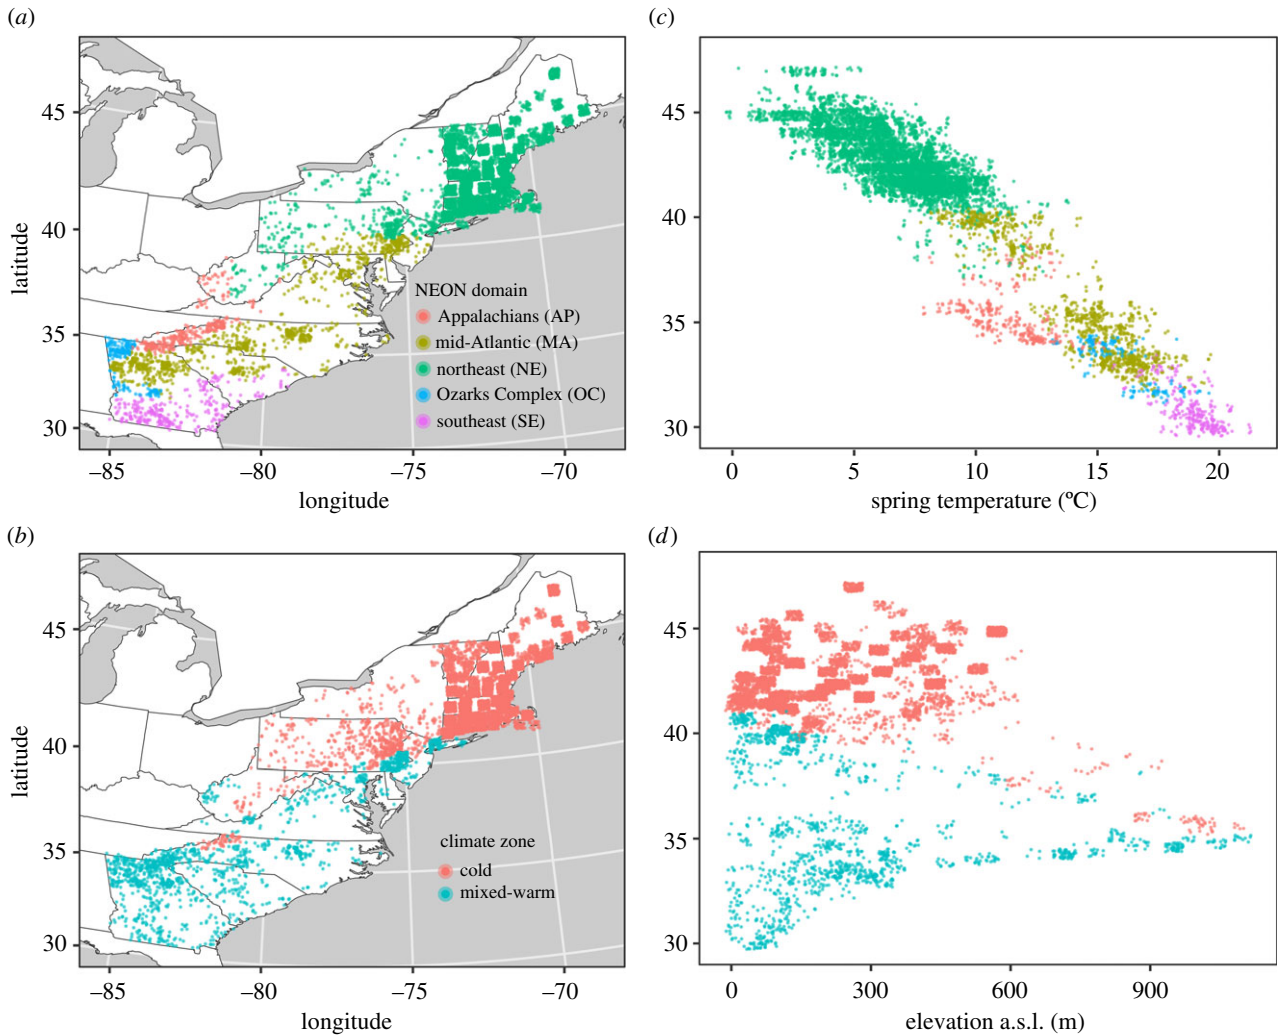 (a)
45
40
35
30
latitude
NEON domain
Appalachians (AP)
mid-Atlantic (MA)
northeast (NE)
Ozarks Complex (OC)
southeast (SE)
–85
–80
–75
–70
longitude
(c)
45
40
35
30
latitude
0
5
10
15
20
spring temperature (ºC)
(b)
45
40
35
30
latitude
climate zone
cold
mixed-warm
–85
–80
–75
–70
longitude
(d)
45
40
35
30
0
300
600
900
elevation a.s.l. (m)